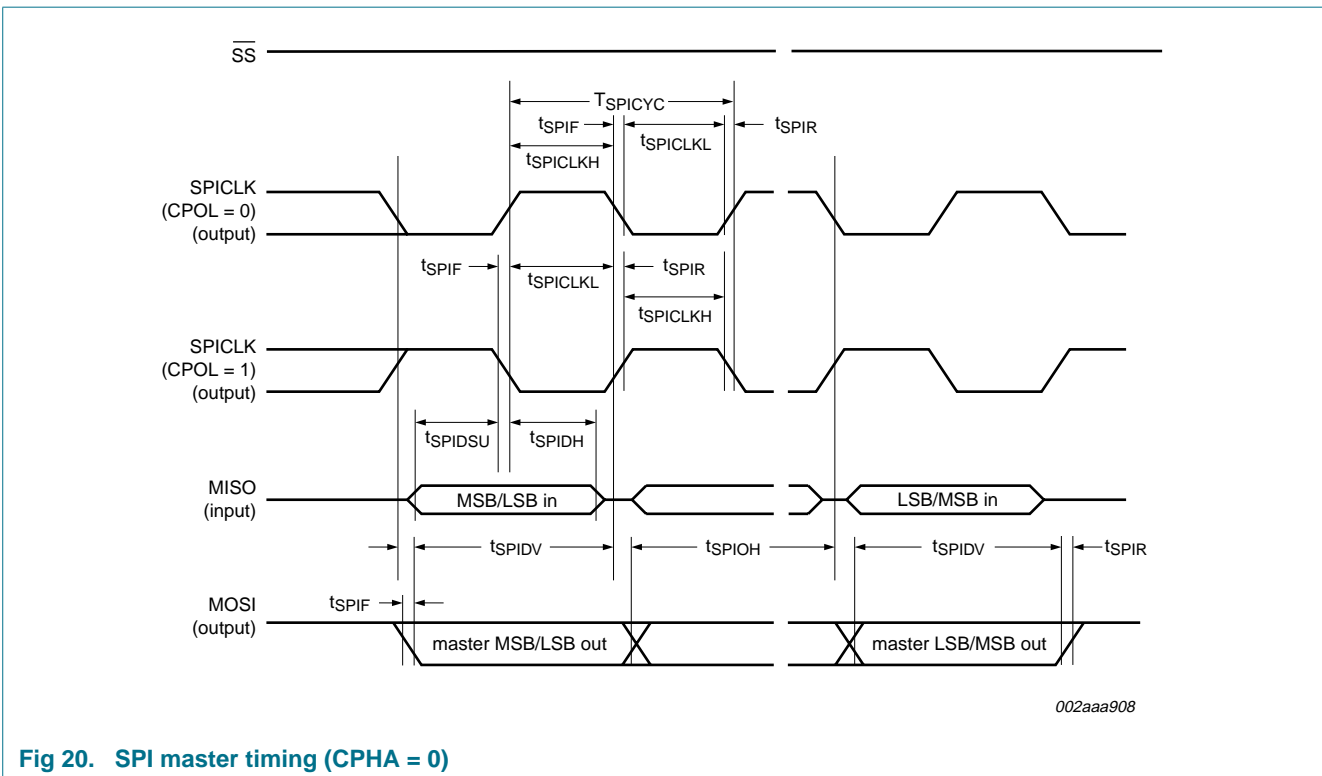 SS
TSPICYC
tSPIF
tSPICLKL
tSPIR
tSPICLKH
SPICLK
(CPOL = 0)
(output)
tSPIF
tSPICLKL
tSPIR
tSPICLKH
SPICLK
(CPOL = 1)
(output)
tSPIDSU
tSPIDH
MISO
(input)
MSB/LSB in
LSB/MSB in
tSPIDV
tSPIOH
tSPIDV
tSPIR
tSPIF
MOSI
(output)
master MSB/LSB out
master LSB/MSB out
002aaa908
Fig 20. SPI master timing (CPHA = 0)